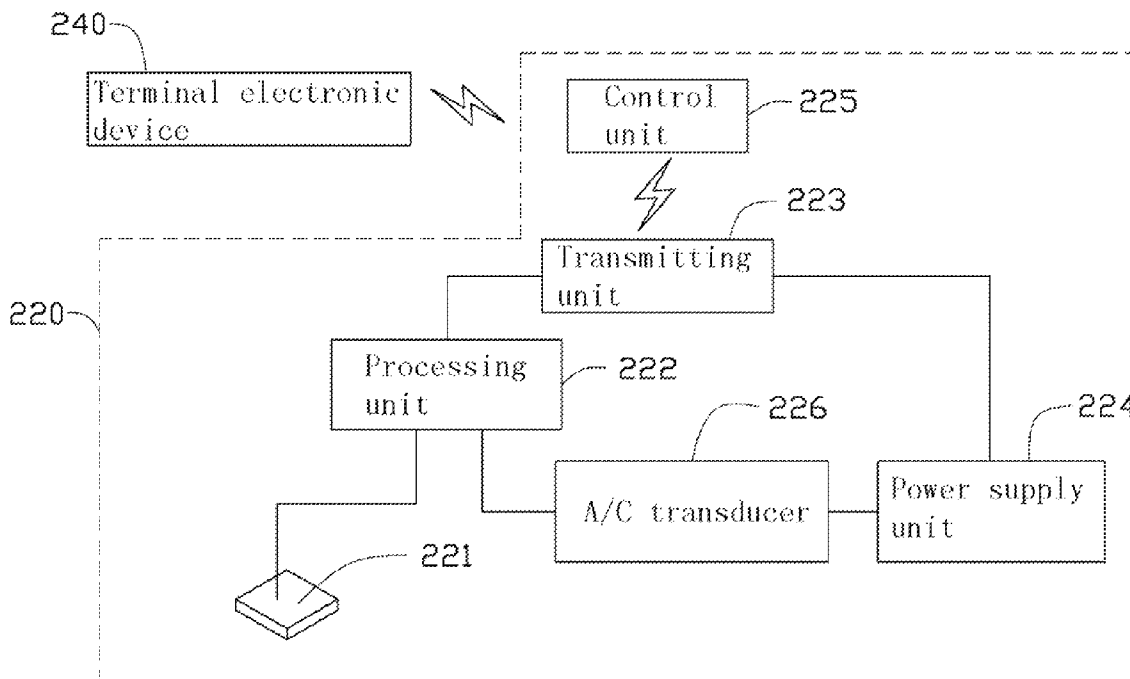 240
Terminal electronic
device
Control
unit
225
223
Transmitting
unit
220
Processing
unit
222
226
224
A/C transducer
Power supply
unit
221